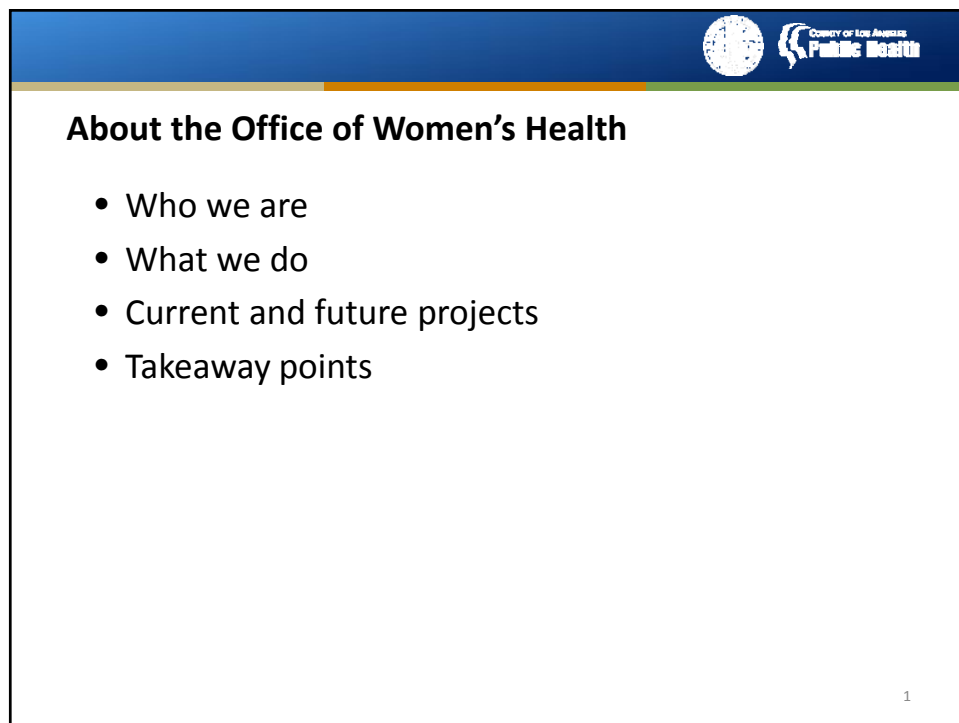 COUNTY OF LOS ANGELES
Public Health
About the Office of Women’s Health
• Who we are
• What we do
• Current and future projects
• Takeaway points
1